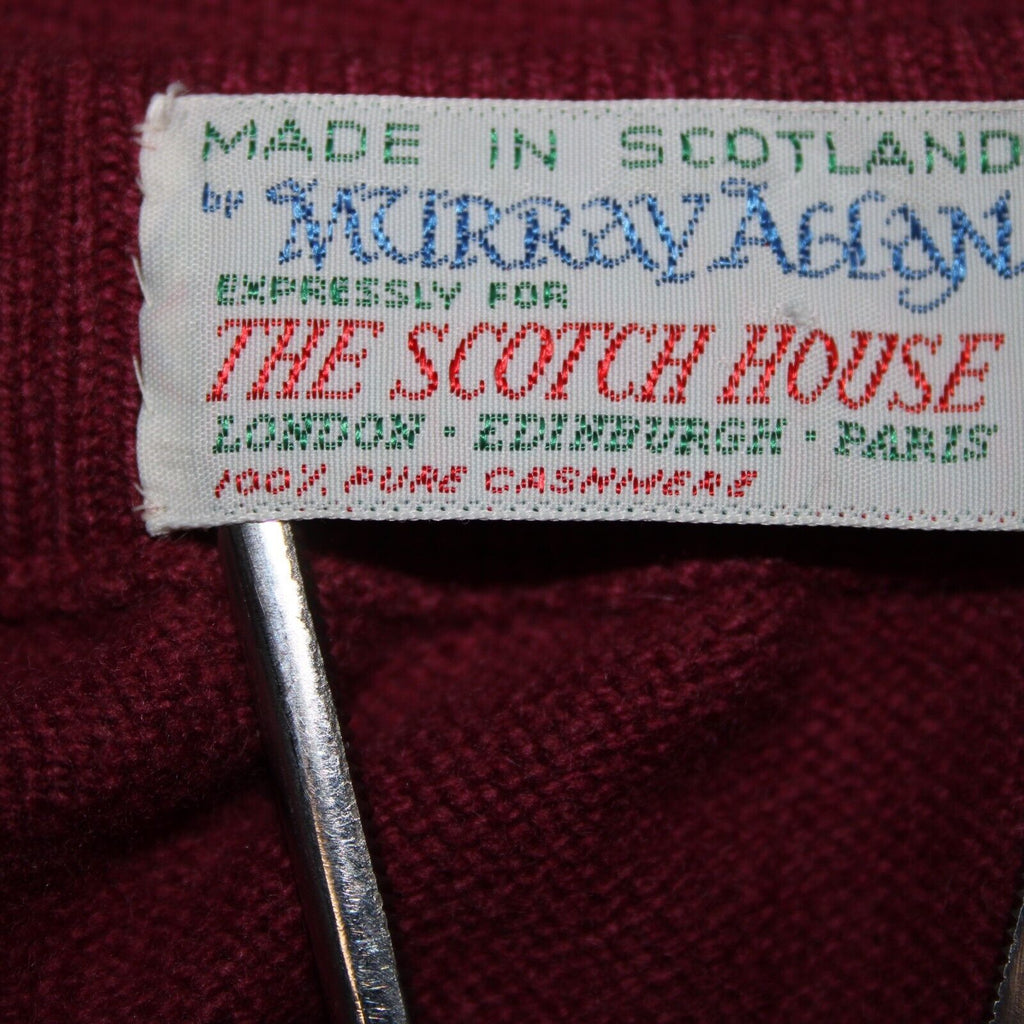 MADE IN SCOTLAND
by MURRAY ALLAN
EXPRESSLY FOR
THE SCOTCH HOUSE
LONDON · EDINBURGH · PARIS
100% PURE CASHMERE